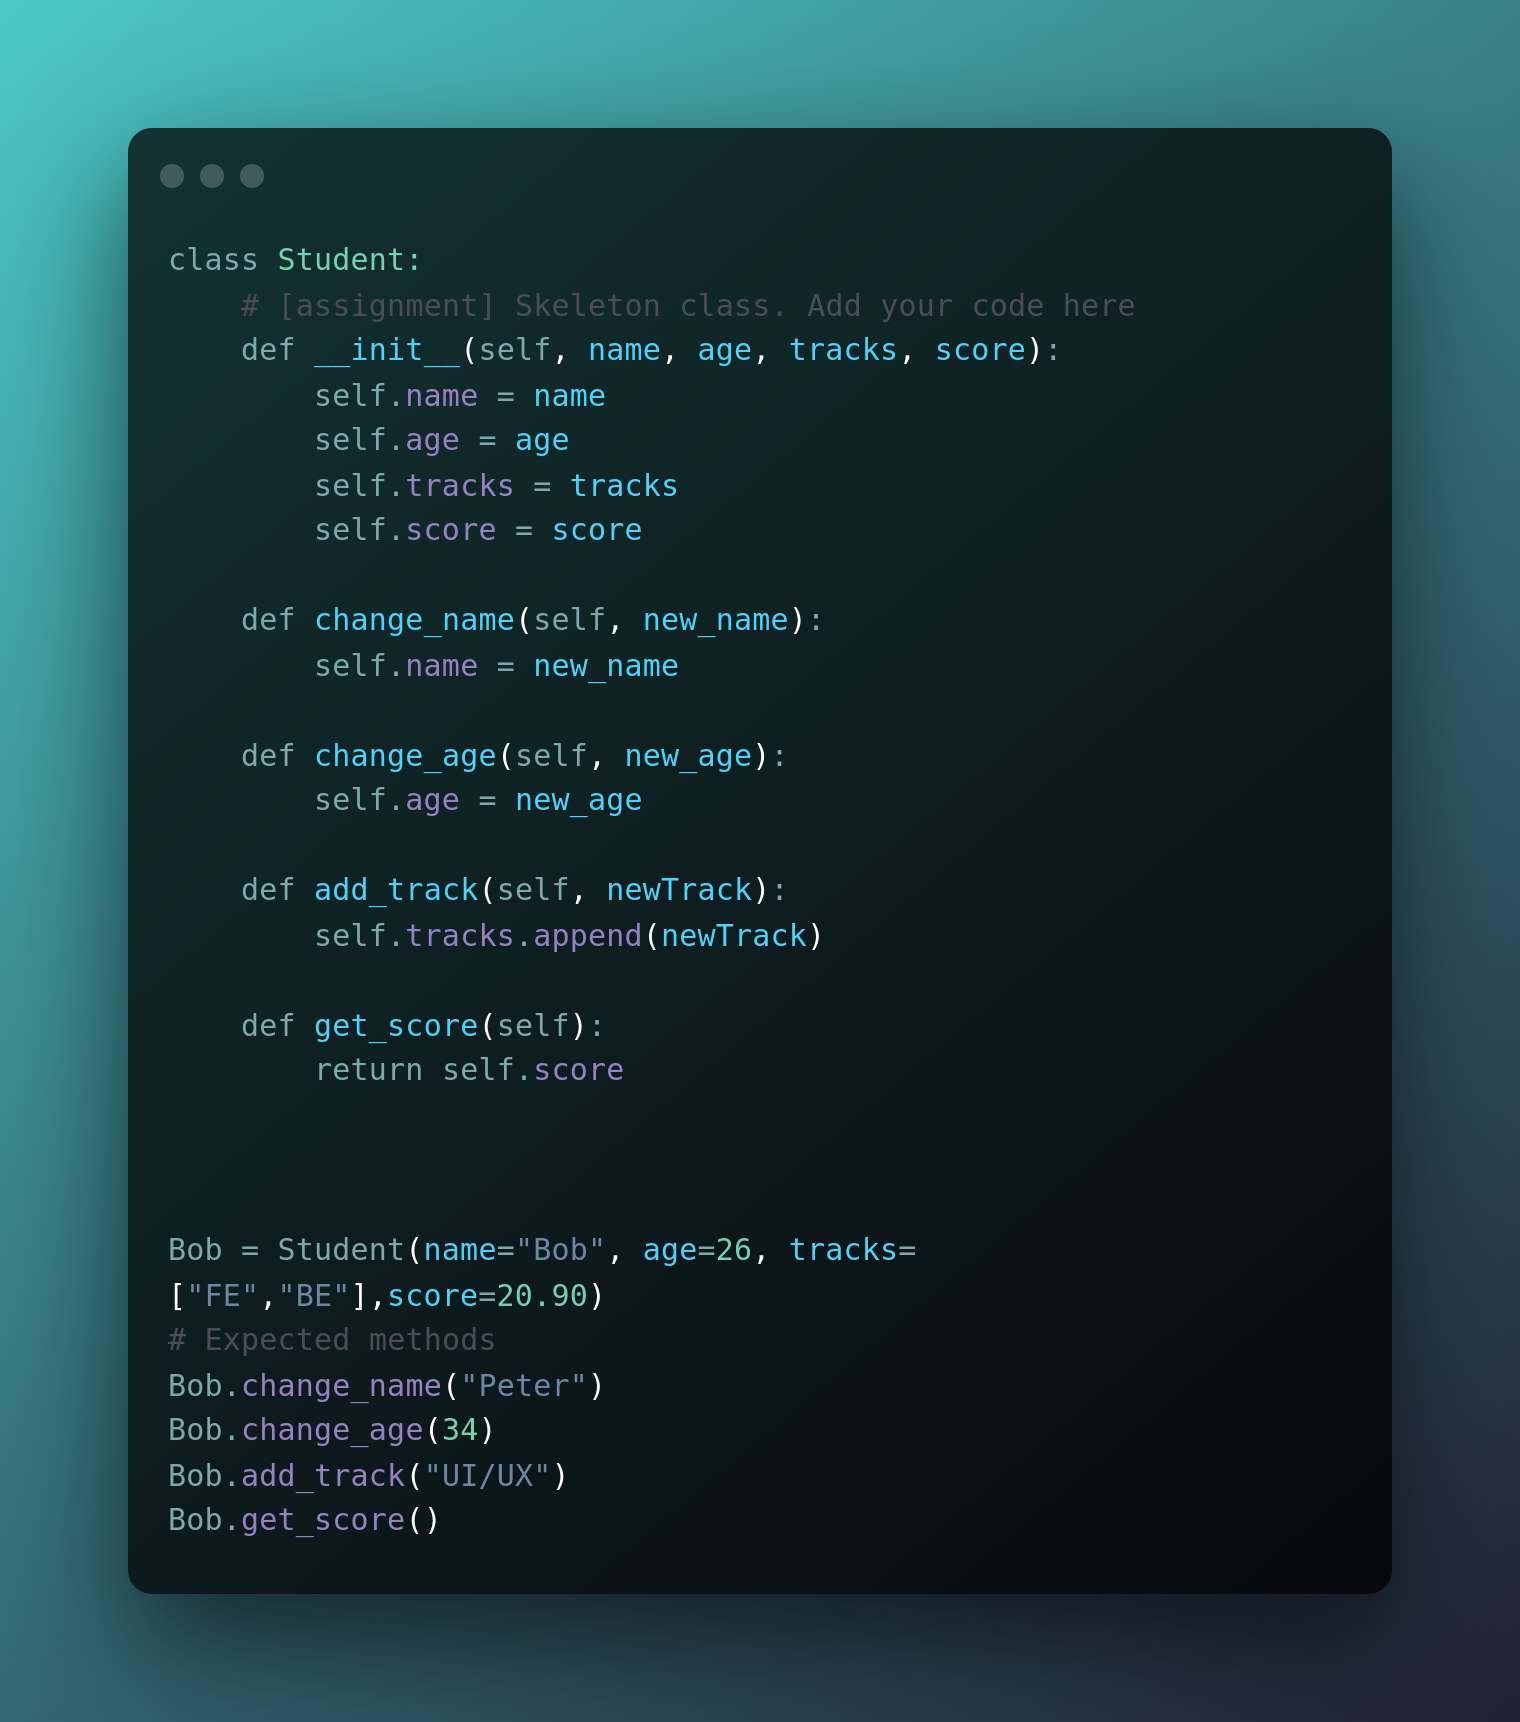 class Student:
    # [assignment] Skeleton class. Add your code here
    def __init__(self, name, age, tracks, score):
        self.name = name
        self.age = age
        self.tracks = tracks
        self.score = score

    def change_name(self, new_name):
        self.name = new_name

    def change_age(self, new_age):
        self.age = new_age

    def add_track(self, newTrack):
        self.tracks.append(newTrack)

    def get_score(self):
        return self.score



Bob = Student(name="Bob", age=26, tracks=
["FE","BE"],score=20.90)
# Expected methods
Bob.change_name("Peter")
Bob.change_age(34)
Bob.add_track("UI/UX")
Bob.get_score()